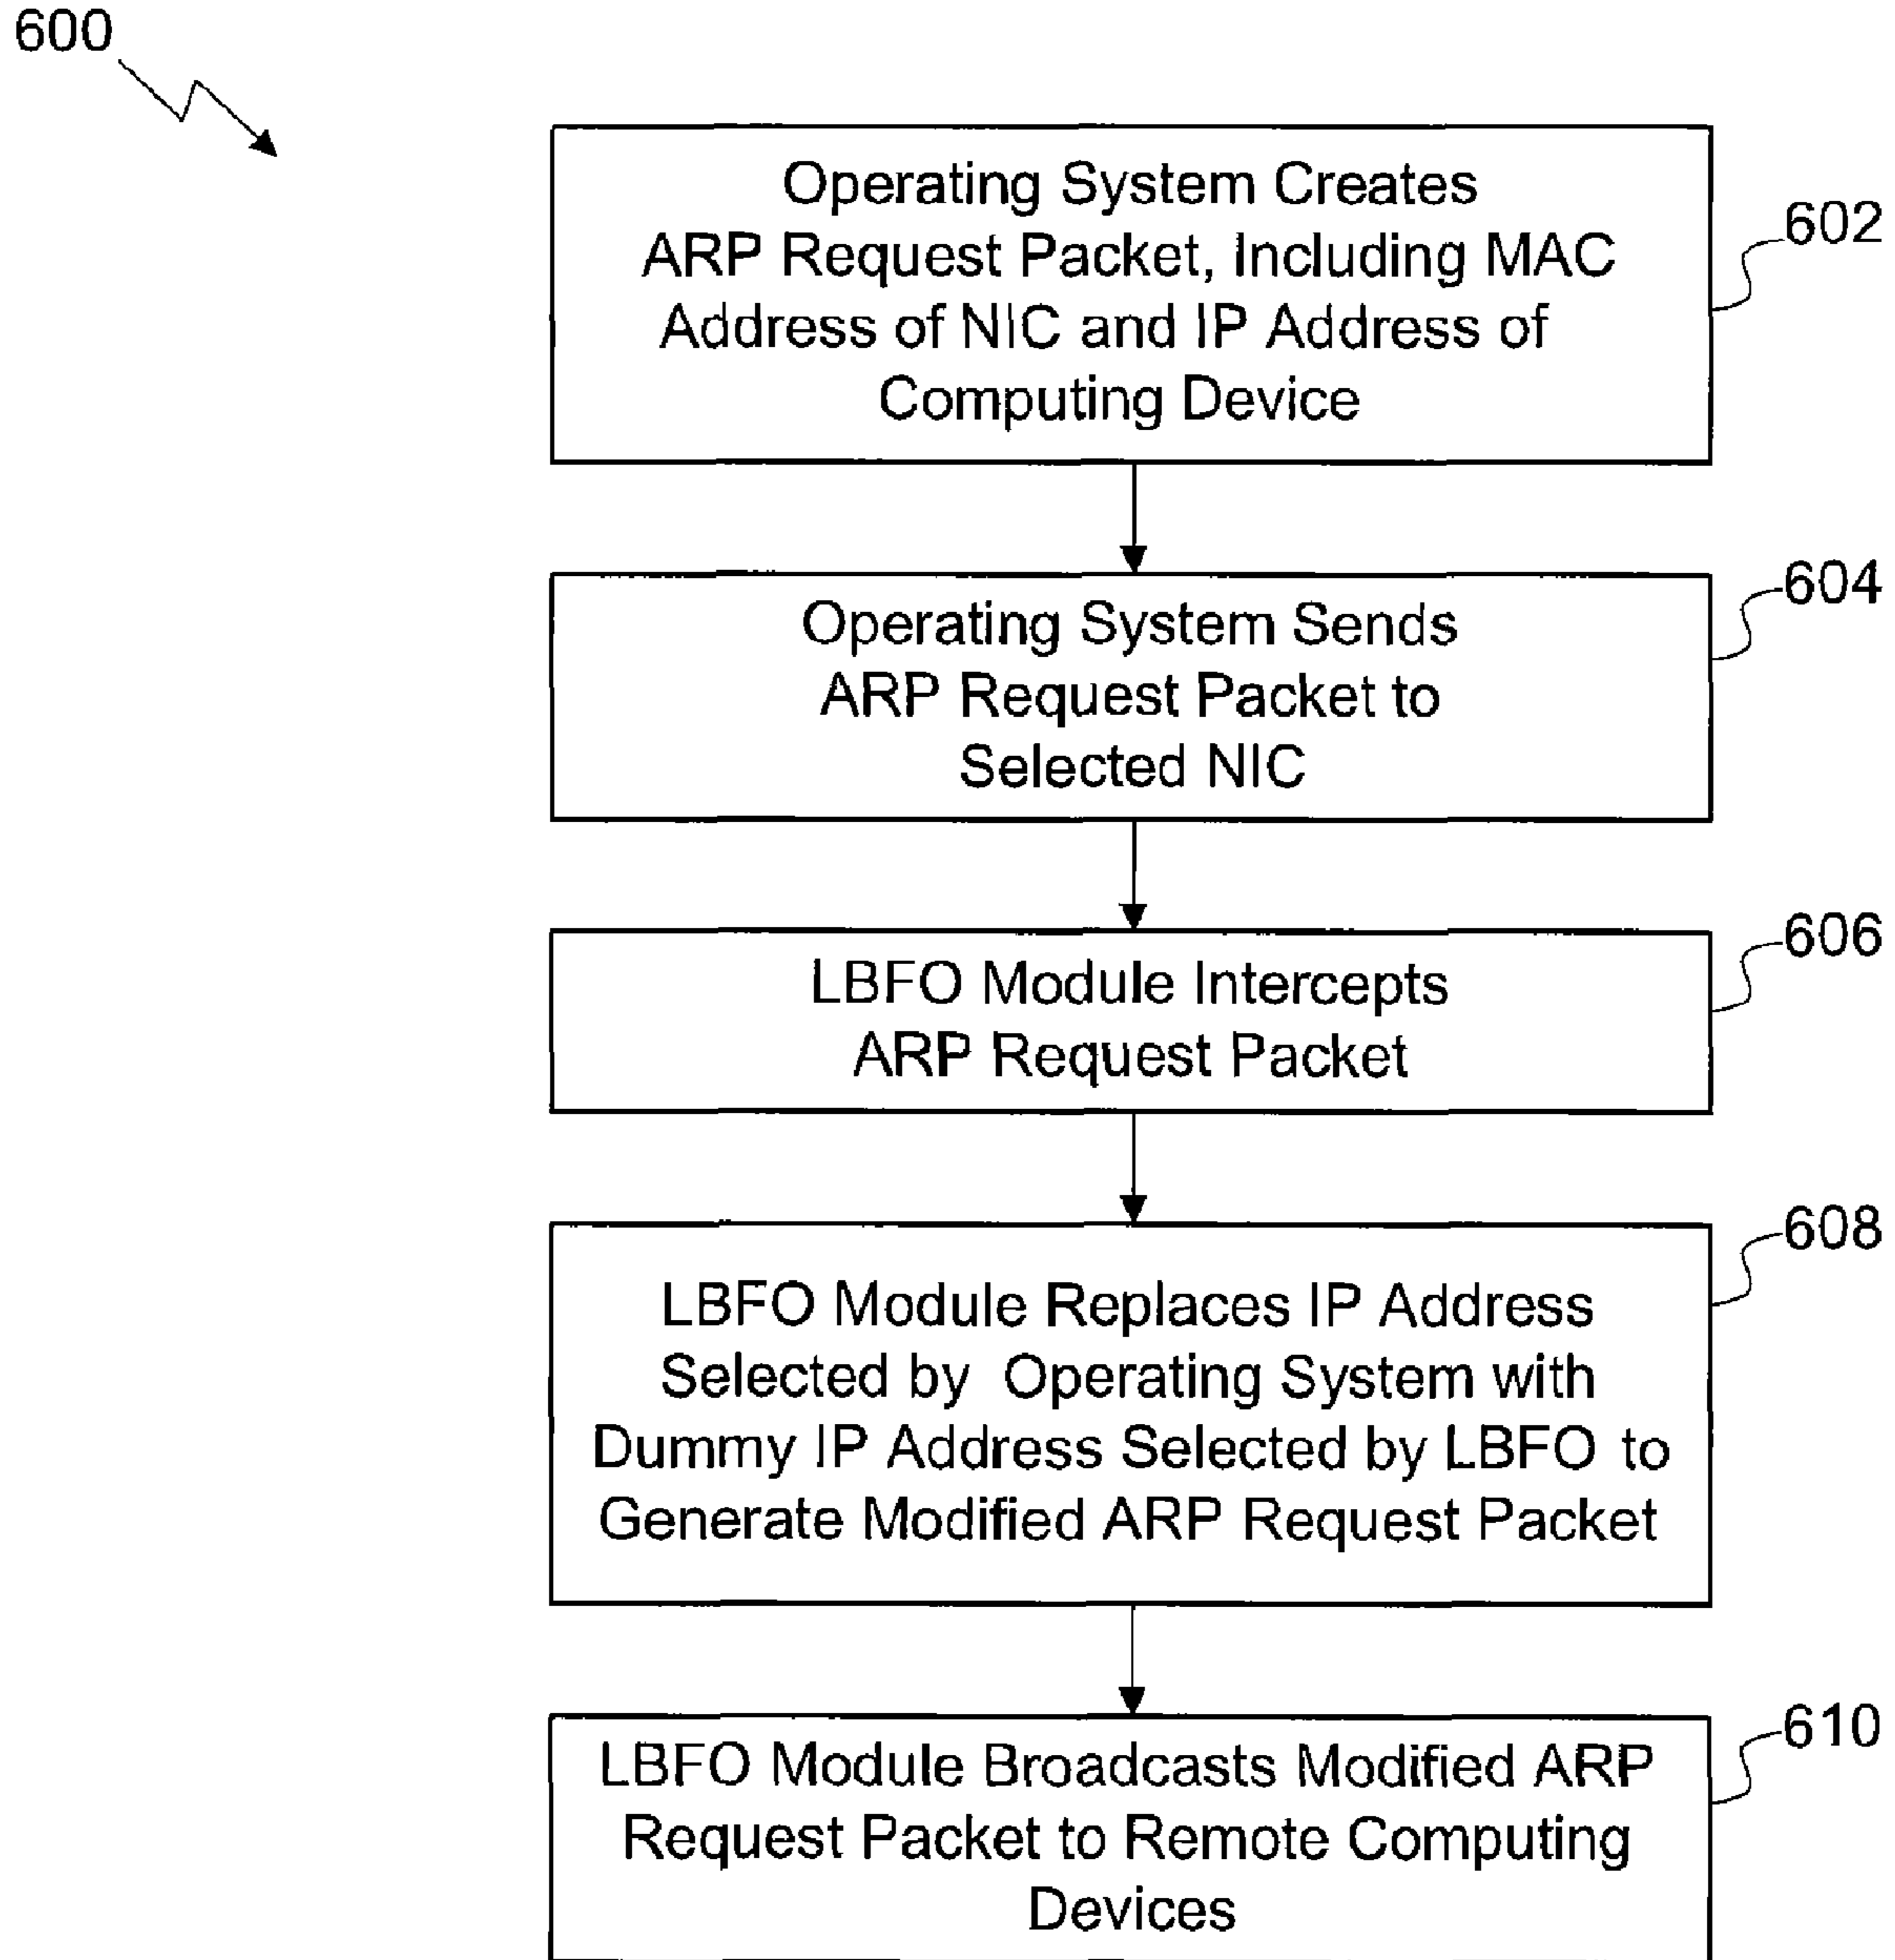 600
Operating System Creates
ARP Request Packet, Including MAC
Address of NIC and IP Address of
Computing Device
602
Operating System Sends
ARP Request Packet to
Selected NIC
604
LBFO Module Intercepts
ARP Request Packet
606
LBFO Module Replaces IP Address
Selected by Operating System with
Dummy IP Address Selected by LBFO to
Generate Modified ARP Request Packet
608
LBFO Module Broadcasts Modified ARP
Request Packet to Remote Computing
Devices
610